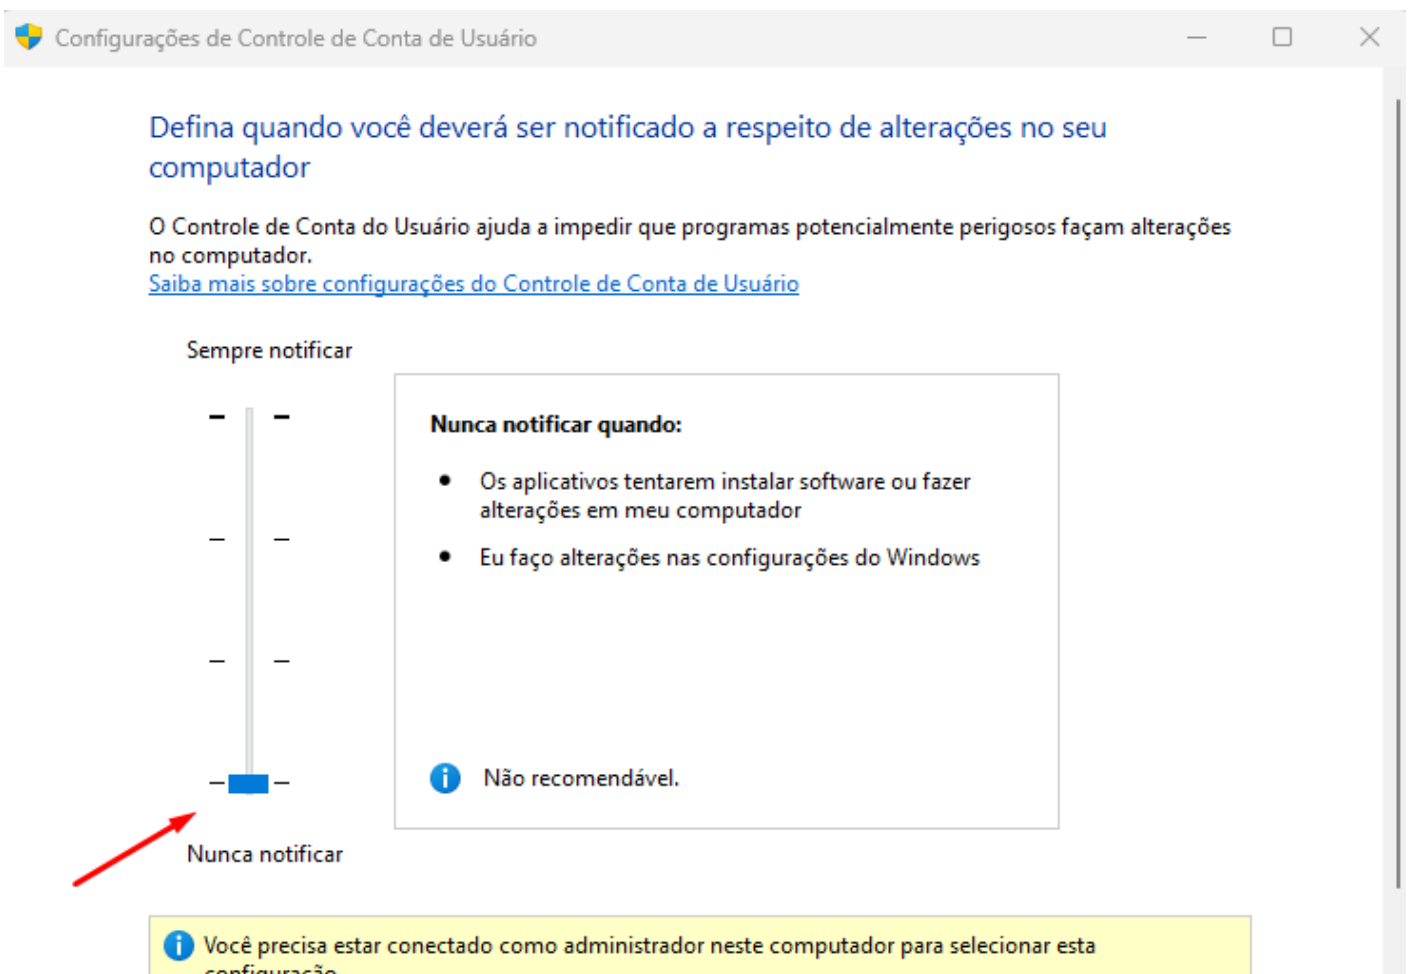 Configurações de Controle de Conta de Usuário
Defina quando você deverá ser notificado a respeito de alterações no seu
computador
O Controle de Conta do Usuário ajuda a impedir que programas potencialmente perigosos façam alterações
no computador.
Saiba mais sobre configurações do Controle de Conta de Usuário
Sempre notificar
Nunca notificar quando:
Os aplicativos tentarem instalar software ou fazer
alterações em meu computador
Eu faço alterações nas configurações do Windows
Não recomendável.
Nunca notificar
Você precisa estar conectado como administrador neste computador para selecionar esta
configuração